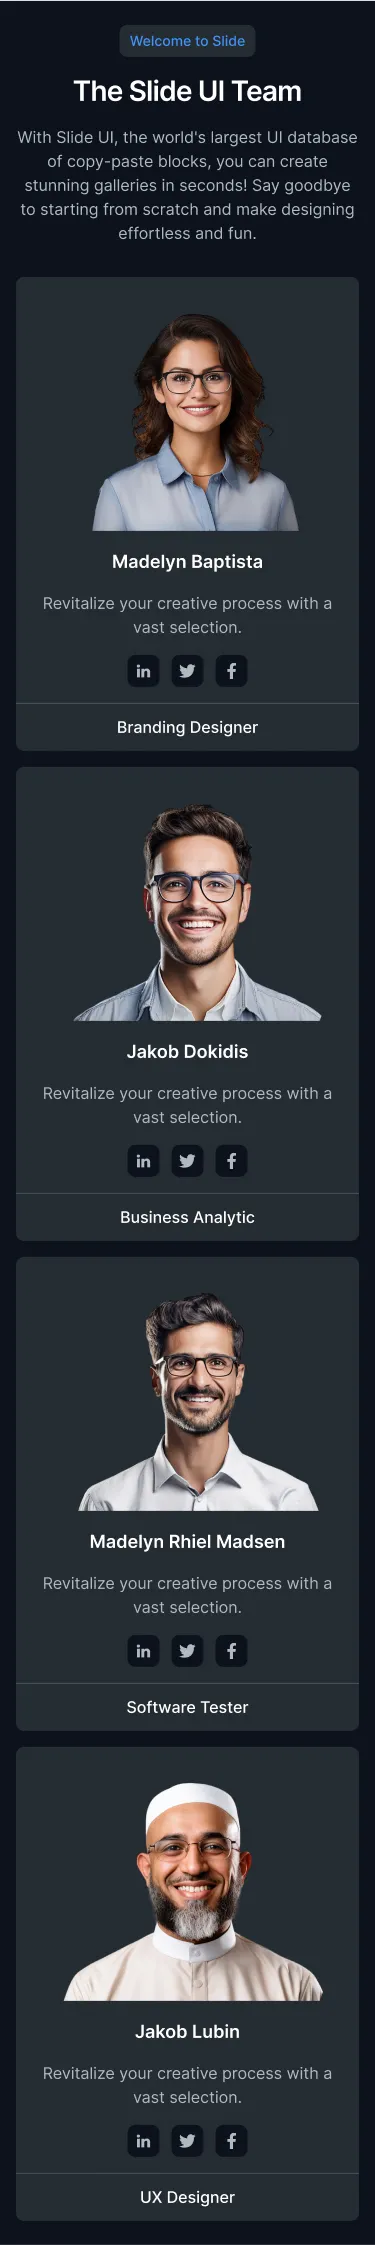 Welcome to Slide
The Slide UI Team
With Slide UI, the world's largest UI database
of copy-paste blocks, you can create
stunning galleries in seconds! Say goodbye
to starting from scratch and make designing
effortless and fun.
Madelyn Baptista
Revitalize your creative process with a
vast selection.
in
f
Branding Designer
Jakob Dokidis
Revitalize your creative process with a
vast selection.
in
f
Business Analytic
Madelyn Rhiel Madsen
Revitalize your creative process with a
vast selection.
in
f
Software Tester
Jakob Lubin
Revitalize your creative process with a
vast selection.
in
f
UX Designer